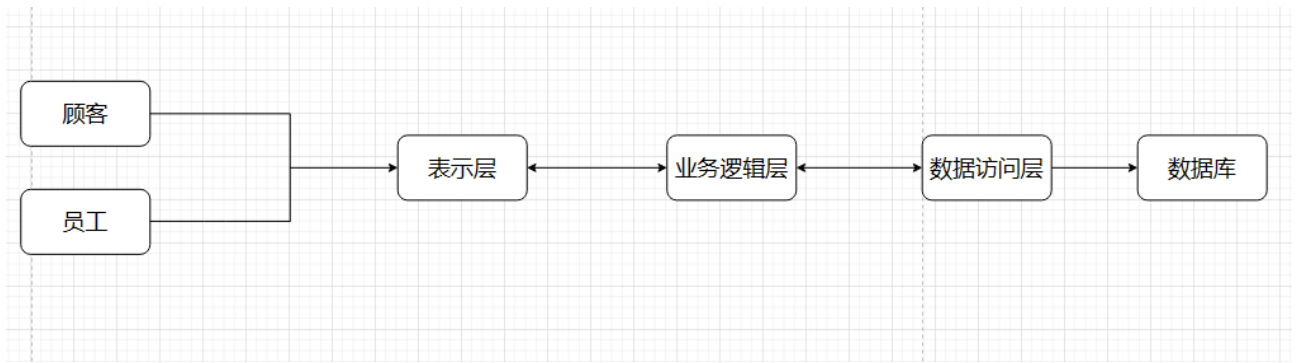 顾客
员工
表示层
业务逻辑层
数据访问层
数据库